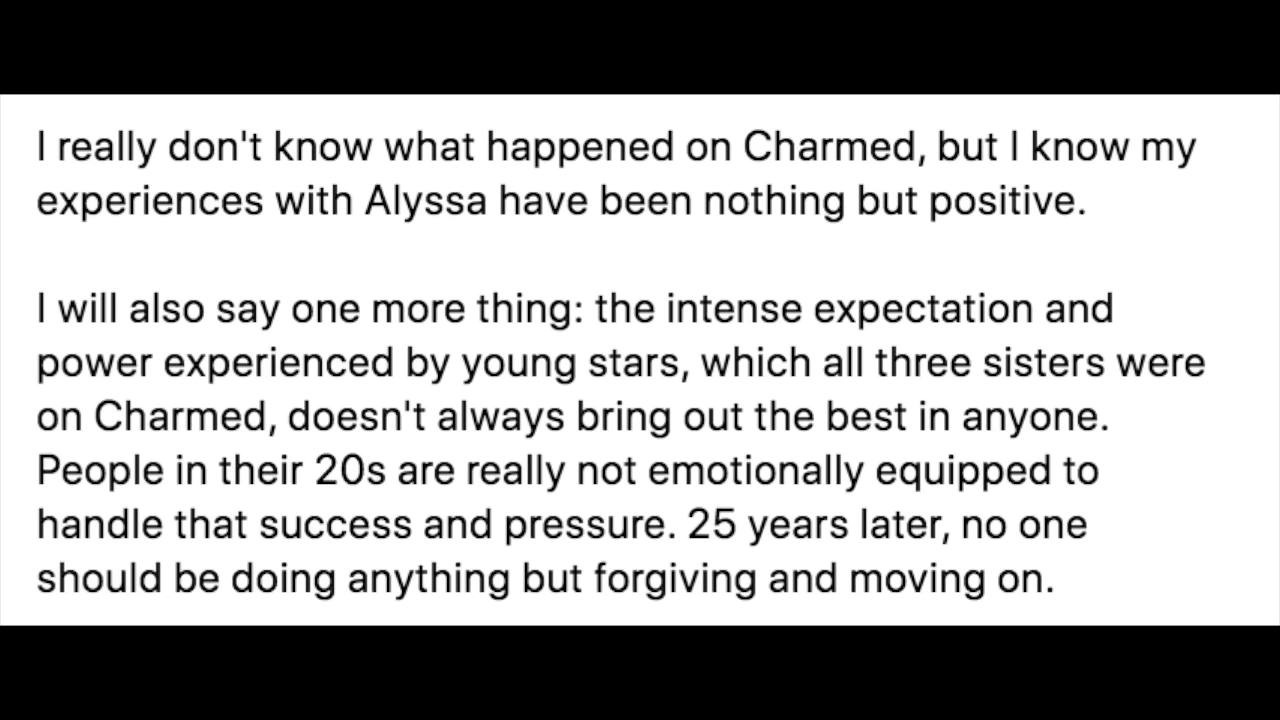 I really don't know what happened on Charmed, but I know my
experiences with Alyssa have been nothing but positive.
I will also say one more thing: the intense expectation and
power experienced by young stars, which all three sisters were
on Charmed, doesn't always bring out the best in anyone.
People in their 20s are really not emotionally equipped to
handle that success and pressure. 25 years later, no one
should be doing anything but forgiving and moving on.